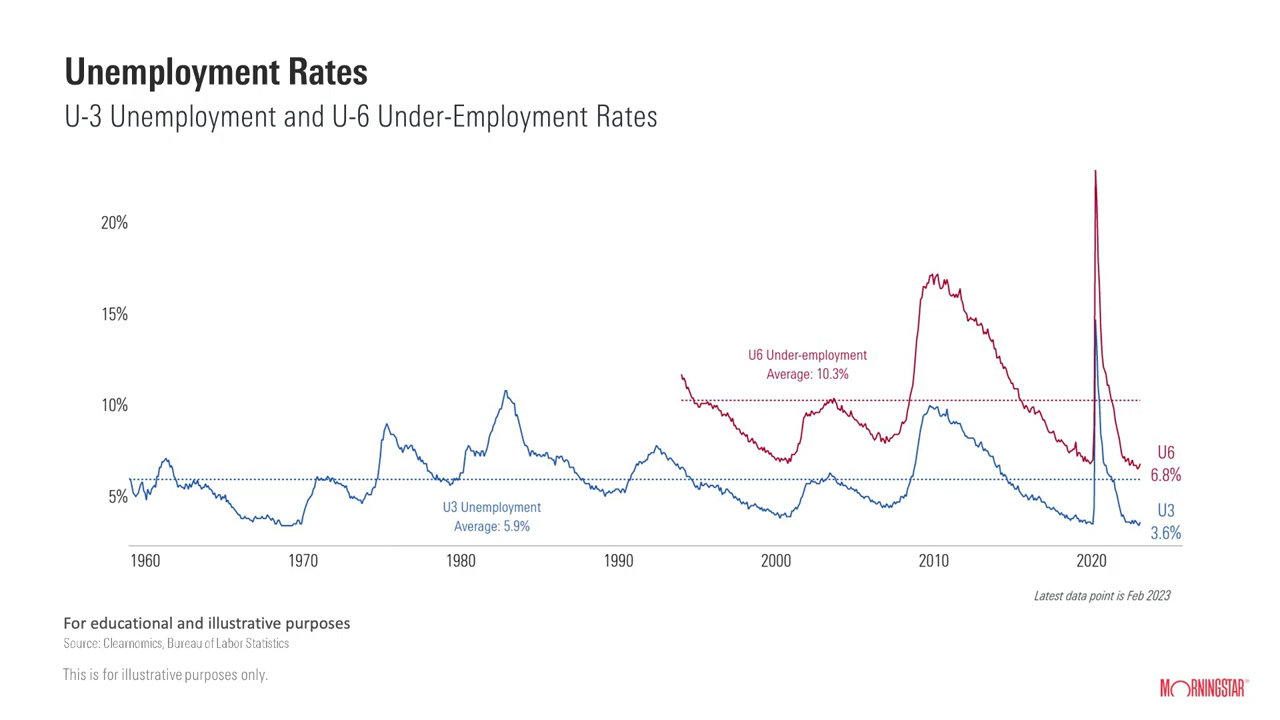 Unemployment Rates
U-3 Unemployment and U-6 Under-Employment Rates
20%
15%
10%
5%
U6 Under-employment
Average: 10.3%
U3 Unemployment
Average: 5.9%
U6
6.8%
U3
3.6%
1960 1970 1980 1990 2000 2010 2020
Latest data point is Feb 2023
For educational and illustrative purposes
Source: Clearnomics, Bureau of Labor Statistics
This is for illustrative purposes only.
MORNINGSTAR®